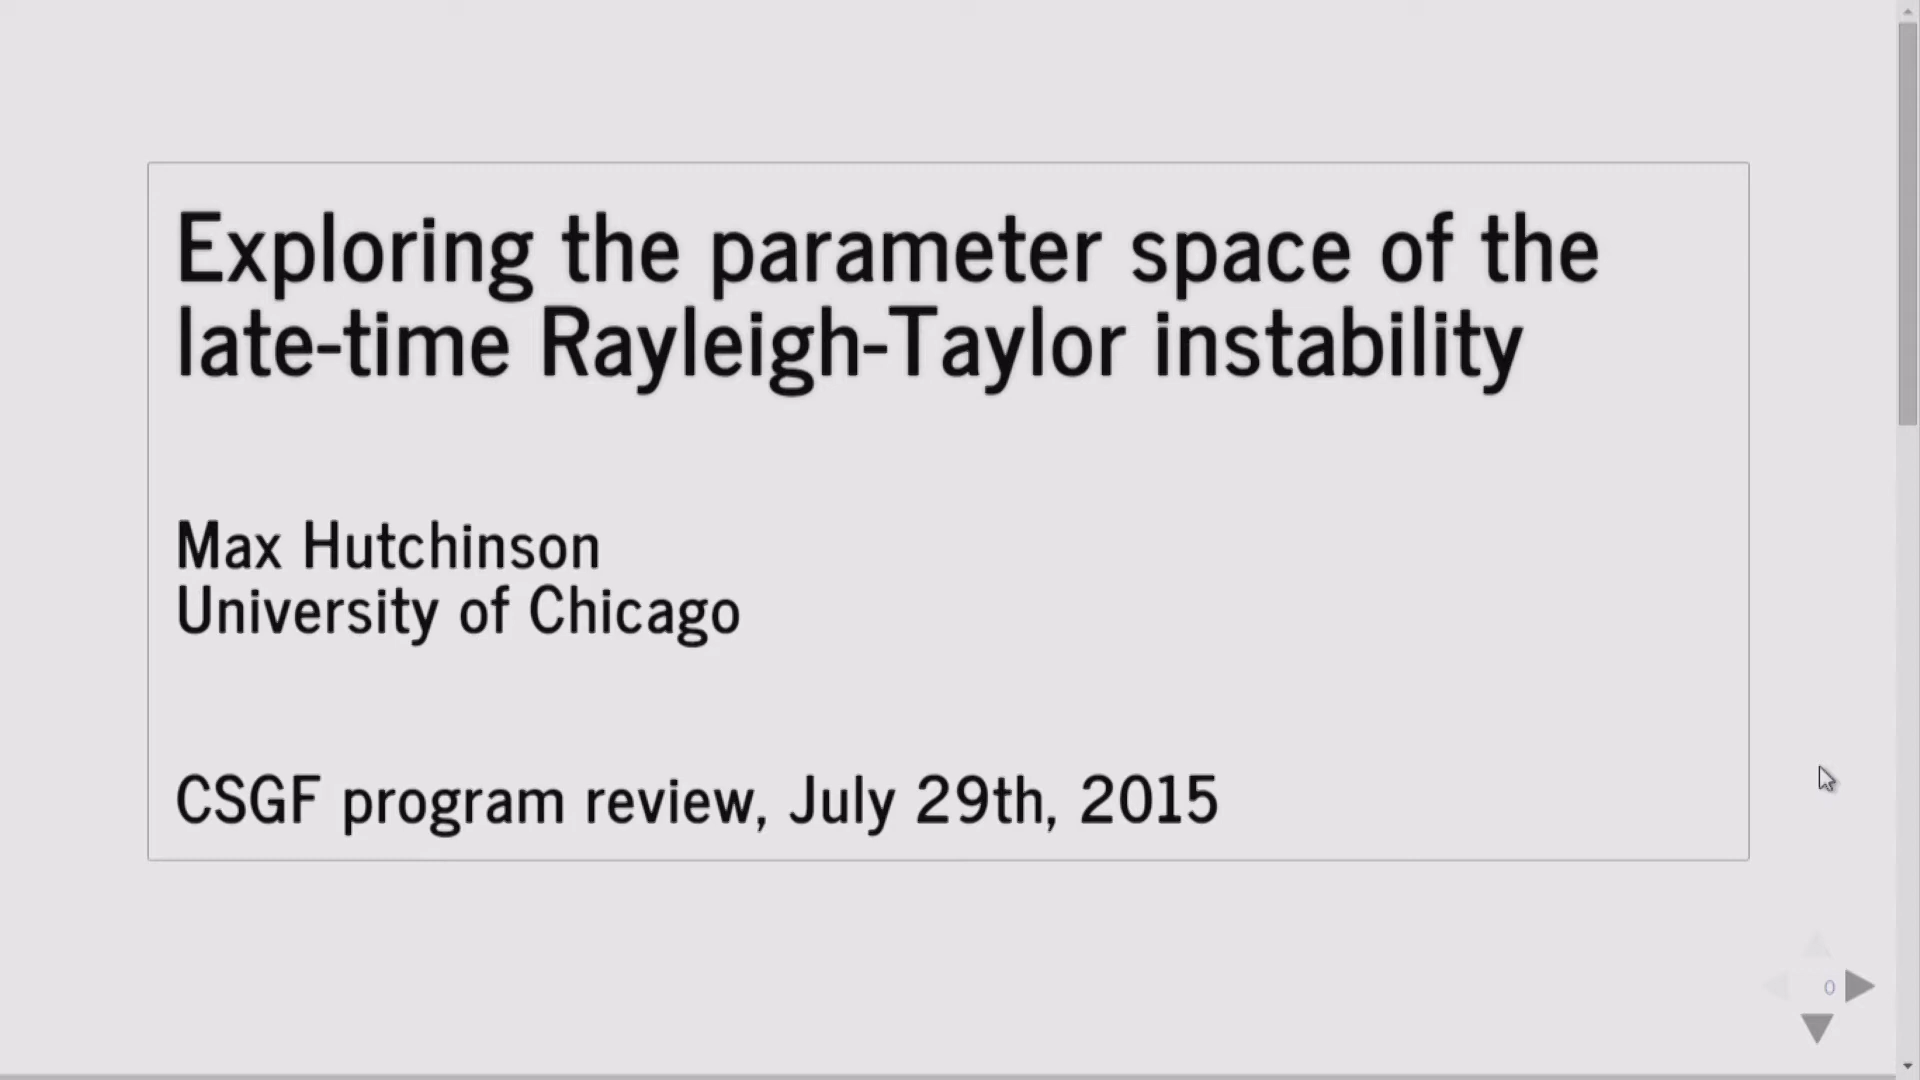 Exploring the parameter space of the
late-time Rayleigh-Taylor instability
Max Hutchinson
University of Chicago
CSGF program review, July 29th, 2015
0